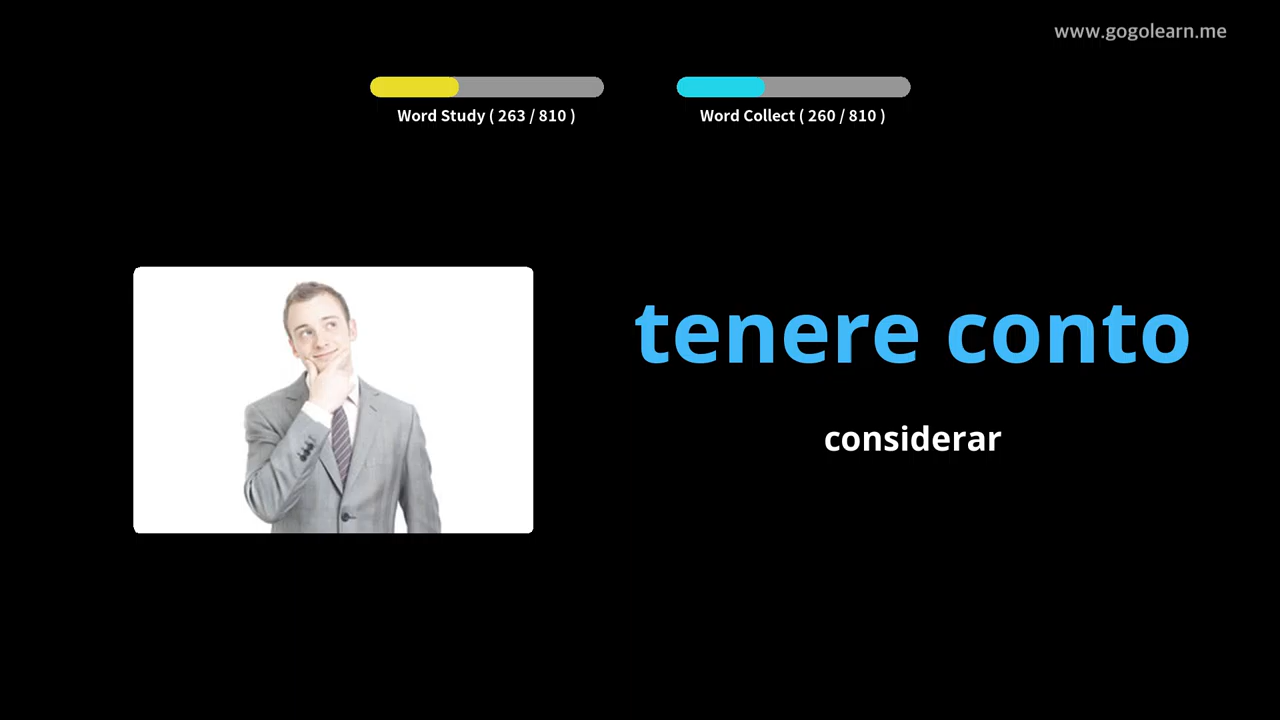 www.gogolearn.me
Word Study ( 263 / 810 )
Word Collect ( 260 / 810 )
tenere conto
considerar